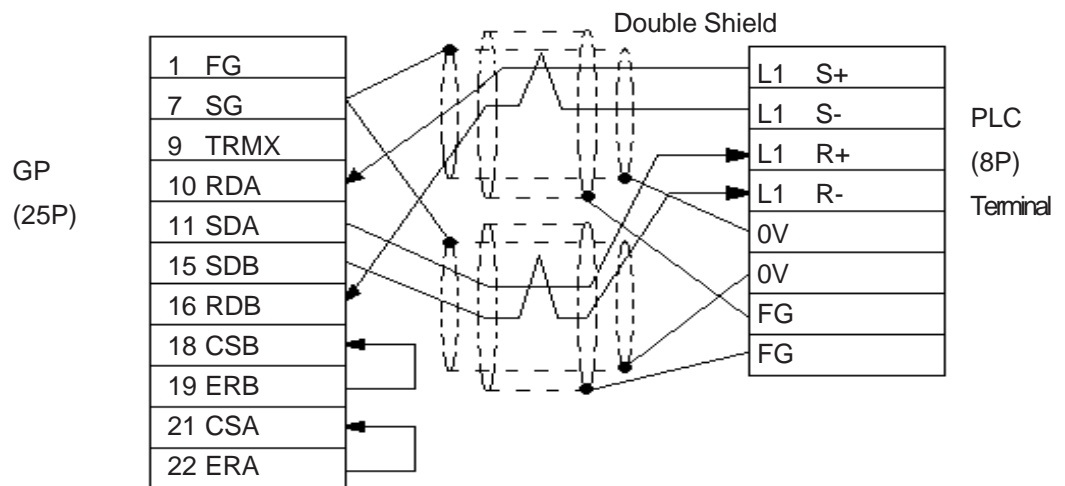 Double Shield
GP
(25P)
1 FG
7 SG
9 TRMX
10 RDA
11 SDA
15 SDB
16 RDB
18 CSB
19 ERB
21 CSA
22 ERA
L1 S+
L1 S-
L1 R+
L1 R-
0V
0V
FG
FG
PLC
(8P)
Terminal